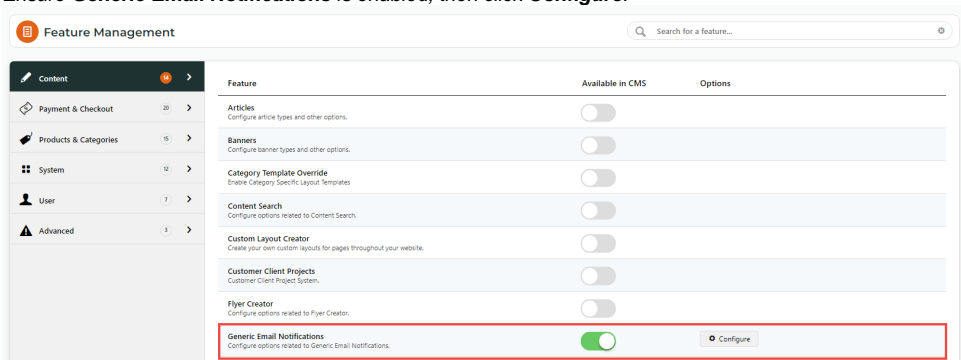 Ensure Generic Email Notifications is enabled, then click Configure.
Feature Management
Search for a feature...
Content 14
Payment & Checkout 20
Products & Categories 15
System 12
User 7
Advanced 3
Feature Available in CMS Options
Articles
Configure article types and other options.
Banners
Configure banner types and other options.
Category Template Override
Enable Category Specific Layout Templates
Content Search
Configure options related to Content Search.
Custom Layout Creator
Create your own custom layouts for pages throughout your website.
Customer Client Projects
Customer Client Project System.
Flyer Creator
Configure options related to Flyer Creator.
Generic Email Notifications
Configure options related to Generic Email Notifications.
Configure